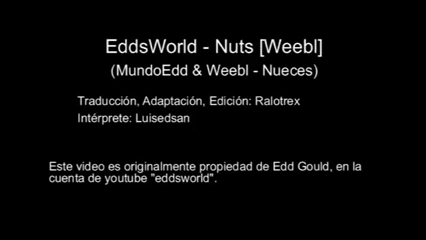 EddsWorld - Nuts [Weebl]
(MundoEdd & Weebl - Nueces)
Traducción, Adaptación, Edición: Ralotrex
Intérprete: Luisedsan
Este video es originalmente propiedad de Edd Gould, en la
cuenta de youtube "eddsworld".